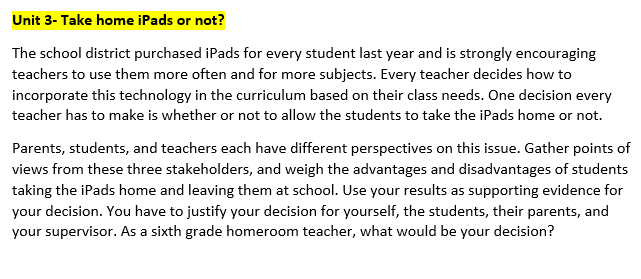 Unit 3- Take home iPads or not?
The school district purchased iPads for every student last year and is strongly encouraging
teachers to use them more often and for more subjects. Every teacher decides how to
incorporate this technology in the curriculum based on their class needs. One decision every
teacher has to make is whether or not to allow the students to take the iPads home or not.
Parents, students, and teachers each have different perspectives on this issue. Gather points of
views from these three stakeholders, and weigh the advantages and disadvantages of students
taking the iPads home and leaving them at school. Use your results as supporting evidence for
your decision. You have to justify your decision for yourself, the students, their parents, and
your supervisor. As a sixth grade homeroom teacher, what would be your decision?